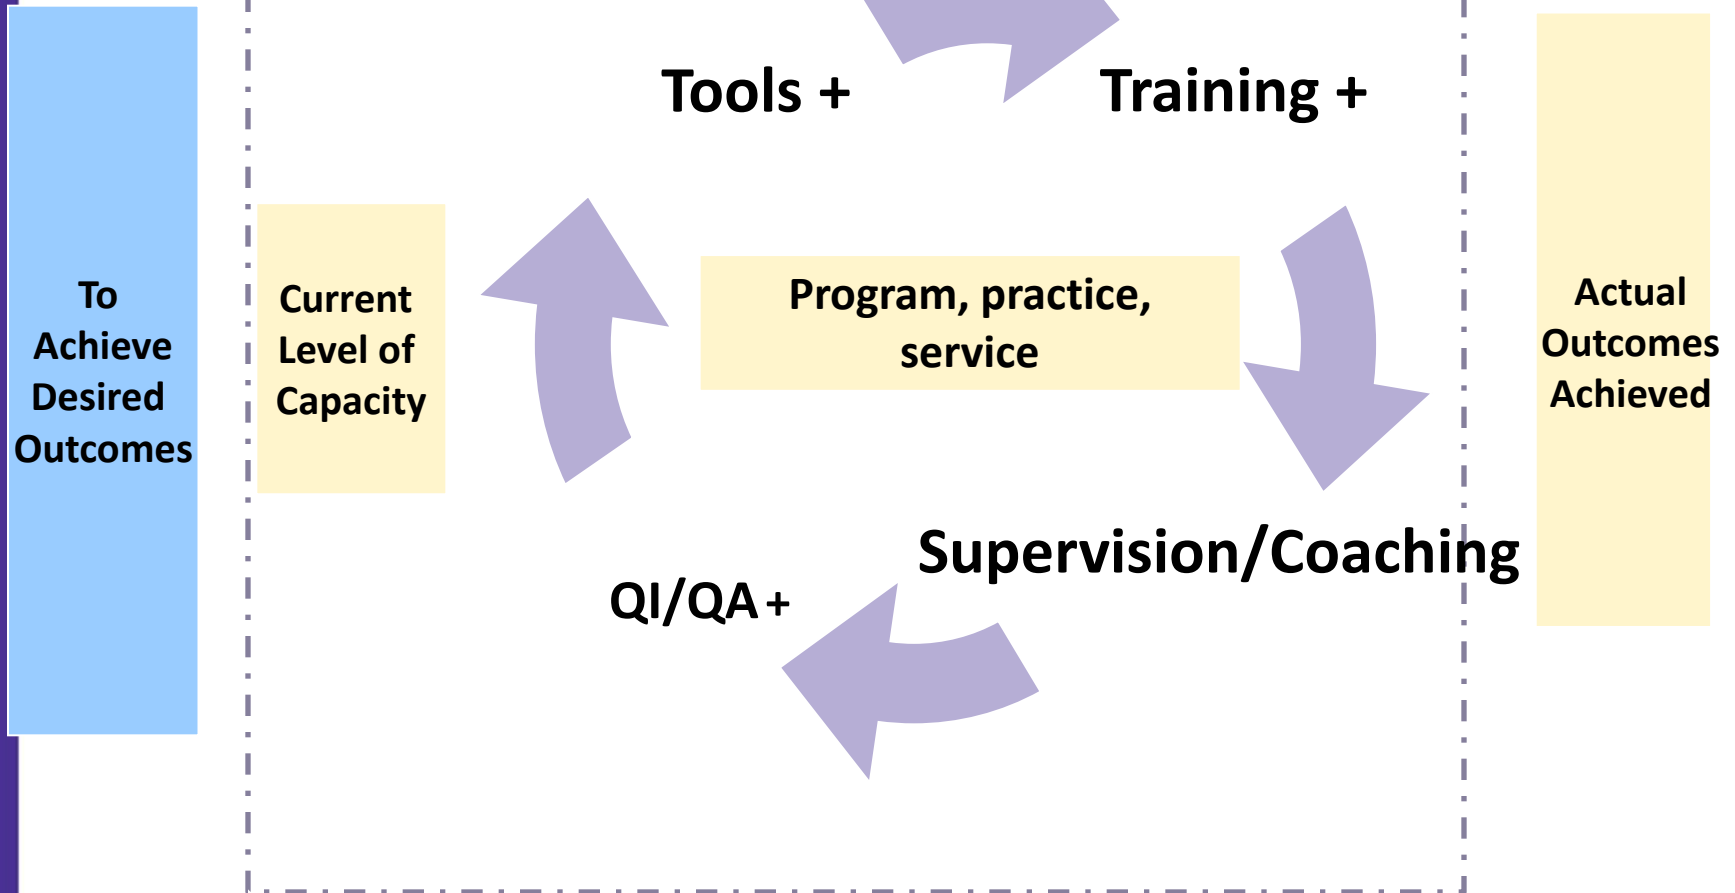 Tools +
Training +
To
Achieve
Desired
Outcomes
Current
Level of
Capacity
Program, practice,
service
Actual
Outcomes
Achieved
Supervision/Coaching
QI/QA +